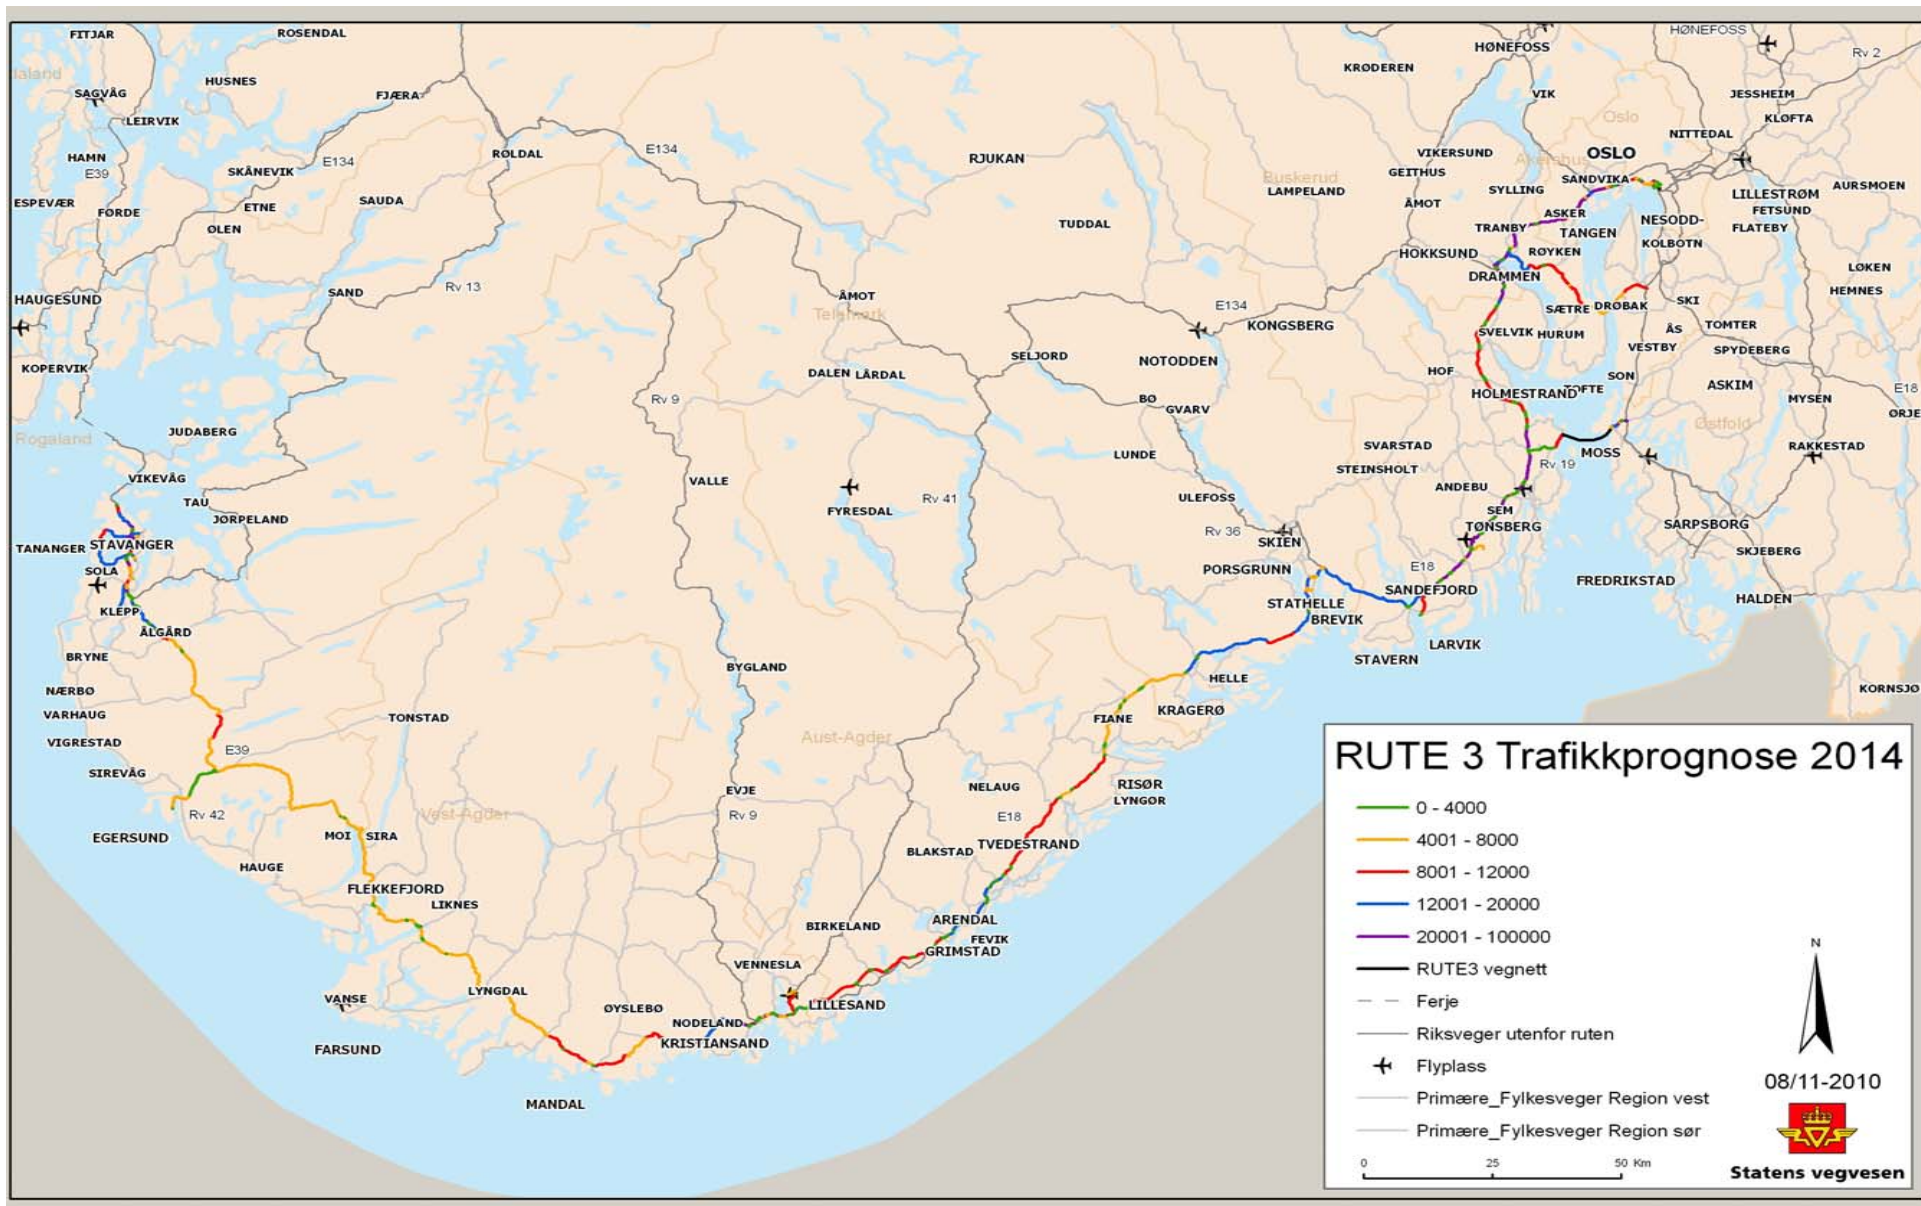 FITJAR
ROSENDAL
HØNEFOSS
HØNEFOSS
Rv 2
KRØDEREN
daland
HUSNES
SAGVÅG
FJÆRA
VIK
JESSHEIM
LEIRVIK
Oslo
KLØFTA
NITTEDAL
HAMN
E39
SKÅNEVIK
E134
RØLDAL
E134
RJUKAN
VIKERSUND
Akershus
OSLO
GEITHUS
Buskerud
LAMPELAND
SYLLING
SANDVIKA
LILLESTRØM
AURSMOEN
ESPEVÆR
FØRDE
ETNE
SAUDA
ÅMOT
FETSUND
ØLEN
TUDDAL
ASKER
NESODD-
TRANBY
TANGEN
FLATEBY
KOLBOTN
HOKKSUND
RØYKEN
DRAMMEN
LØKEN
HAUGESUND
SAND
Rv 13
ÅMOT
Telemark
E134
KONGSBERG
SÆTRE
DRØBAK
SKI
HEMNES
SVELVIK
HURUM
ÅS
TOMTER
KOPERVIK
SELJORD
NOTODDEN
VESTBY
SPYDEBERG
DALEN
LÅRDAL
HOF
SON
ASKIM
E18
Rv 9
BØ
GVARV
HOLMESTRAND
TOFTE
MYSEN
ØRJE
Rogaland
JUDABERG
SVARSTAD
Østfold
RAKKESTAD
LUNDE
MOSS
STEINSHOLT
Rv 19
VIKEVÅG
VALLE
ANDEBU
TAU
Rv 41
ULEFOSS
JØRPELAND
FYRESDAL
SEM
TØNSBERG
SARPSBORG
Rv 36
SKIEN
TANANGER
STAVANGER
SKJEBERG
SOLA
PORSGRUNN
E18
FREDRIKSTAD
SANDEFJORD
HALDEN
KLEPP
STATHELLE
BREVIK
ÅLGÅRD
LARVIK
BRYNE
BYGLAND
STAVERN
HELLE
NÆRBØ
KORNSJØ
VARHAUG
TONSTAD
FIANE
KRAGERØ
VIGRESTAD
E39
Aust-Agder
SIREVÅG
NELAUG
RISØR
EVJE
LYNGØR
Rv 42
Vest-Agder
Rv 9
E18
EGERSUND
MOI
SIRA
TVEDESTRAND
BLAKSTAD
HAUGE
FLEKKEFJORD
LIKNES
ARENDAL
BIRKELAND
FEVIK
GRIMSTAD
VENNESLA
LYNGDAL
VANSE
ØYSLEBØ
LILLESAND
NODELAND
KRISTIANSAND
FARSUND
MANDAL
RUTE 3 Trafikkprognose 2014
0 - 4000
4001 - 8000
8001 - 12000
12001 - 20000
20001 - 100000
RUTE3 vegnett
Ferje
Riksveger utenfor ruten
Flyplass
Primære_Fylkesveger Region vest
Primære_Fylkesveger Region sør
N
08/11-2010
0 25 50 Km
Statens vegvesen